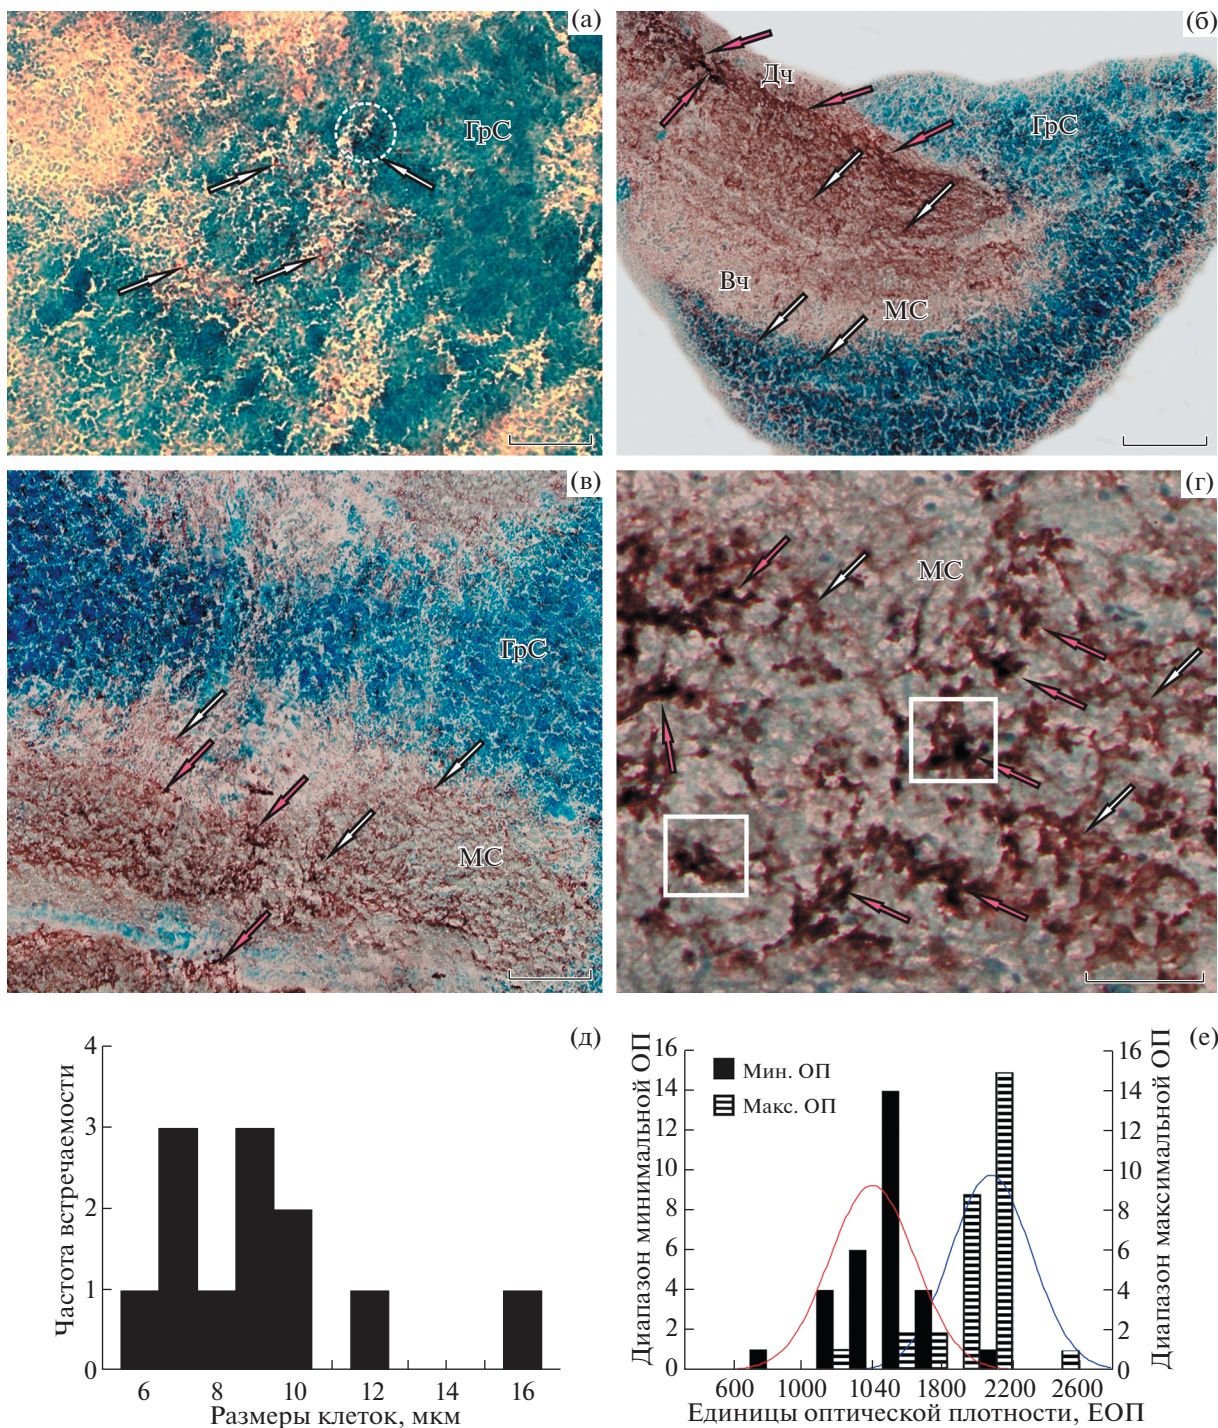 (а)
ГрС
(б)
Дч
ГрС
Вч
МС
(в)
ГрС
МС
(г)
МС
(д)
Частота встречаемости
4
3
2
1
0
6 8 10 12 14 16
Размеры клеток, мкм
(е)
Диапазон минимальной ОП
16
14
12
10
8
6
4
2
0
Мин. ОП
Макс. ОП
16
14
12
10
8
6
4
2
0
Диапазон максимальной ОП
600 1000 1040 1800 2200 2600
Единицы оптической плотности, ЕОП